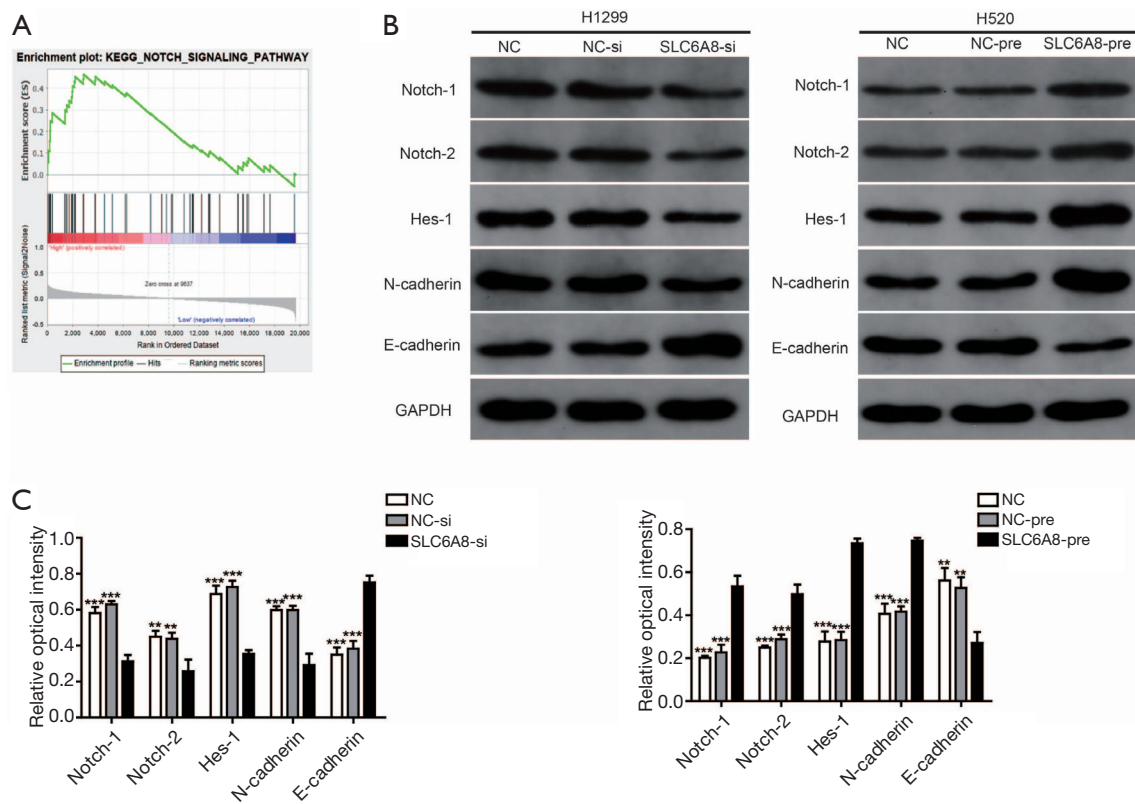 A
Enrichment plot: KEGG_NOTCH_SIGNALING_PATHWAY
Enrichment score (ES)
0.4
0.3
0.2
0.1
0.0
'High' (positively correlated)
Ranked list metric (Signal2Noise)
1.0
0.5
0.0
-0.5
Zero cross at 9637
'Low' (negatively correlated)
0 2,000 4,000 6,000 8,000 10,000 12,000 14,000 16,000 18,000 20,000
Rank in Ordered Dataset
Enrichment profile Hits Ranking metric scores
B
H1299
NC NC-si SLC6A8-si
Notch-1
Notch-2
Hes-1
N-cadherin
E-cadherin
GAPDH
H520
NC NC-pre SLC6A8-pre
Notch-1
Notch-2
Hes-1
N-cadherin
E-cadherin
GAPDH
C
NC
NC-si
SLC6A8-si
Relative optical intensity
1.0
0.8
0.6
0.4
0.2
0.0
*** *** ** ** *** *** *** *** *** ***
Notch-1 Notch-2 Hes-1 N-cadherin E-cadherin
NC
NC-pre
SLC6A8-pre
Relative optical intensity
0.8
0.6
0.4
0.2
0.0
*** *** *** *** *** *** *** *** ** **
Notch-1 Notch-2 Hes-1 N-cadherin E-cadherin